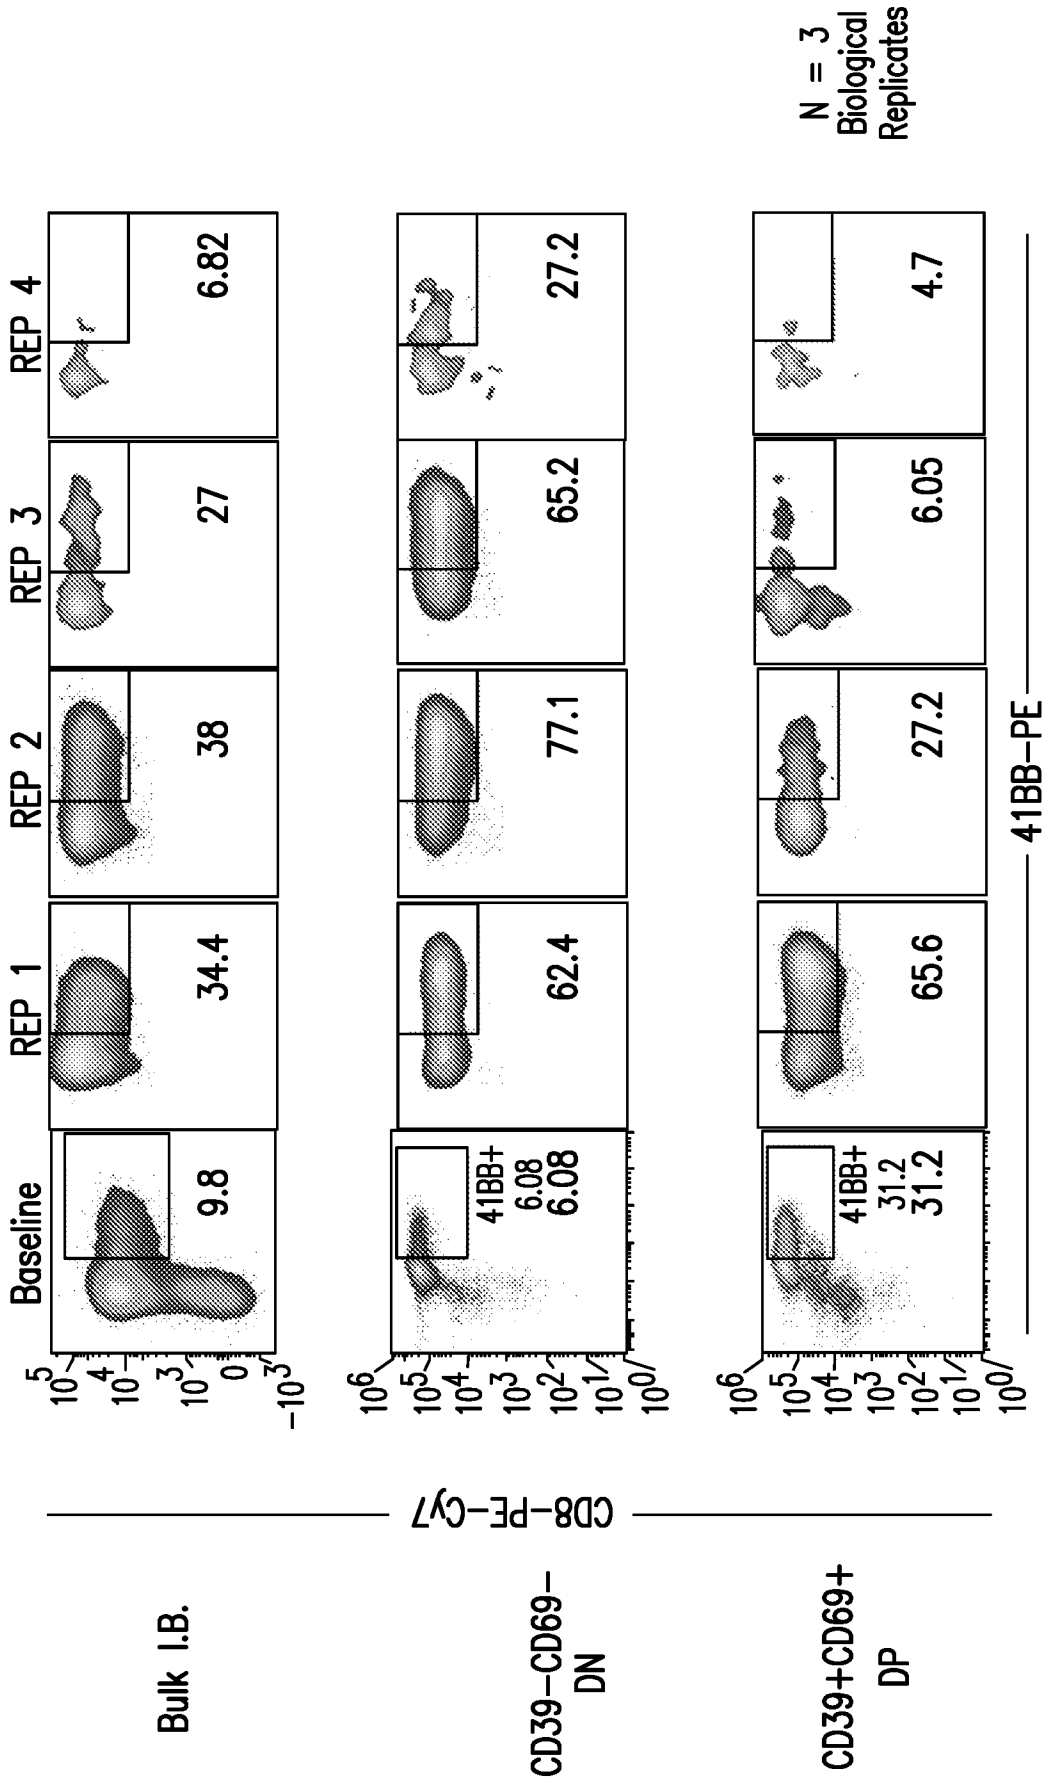 Baseline
REP 1
REP 2
REP 3
REP 4
Bulk I.B.
10^5
10^4
10^3
0
-10^3
9.8
34.4
38
27
6.82
CD8-PE-Cy7
CD39-CD69-
DN
10^6
10^5
10^4
10^3
10^2
10^1
10^0
41BB+
6.08
6.08
62.4
77.1
65.2
27.2
CD39+CD69+
DP
10^6
10^5
10^4
10^3
10^2
10^1
10^0
41BB+
31.2
31.2
65.6
27.2
6.05
4.7
41BB-PE
N = 3
Biological
Replicates